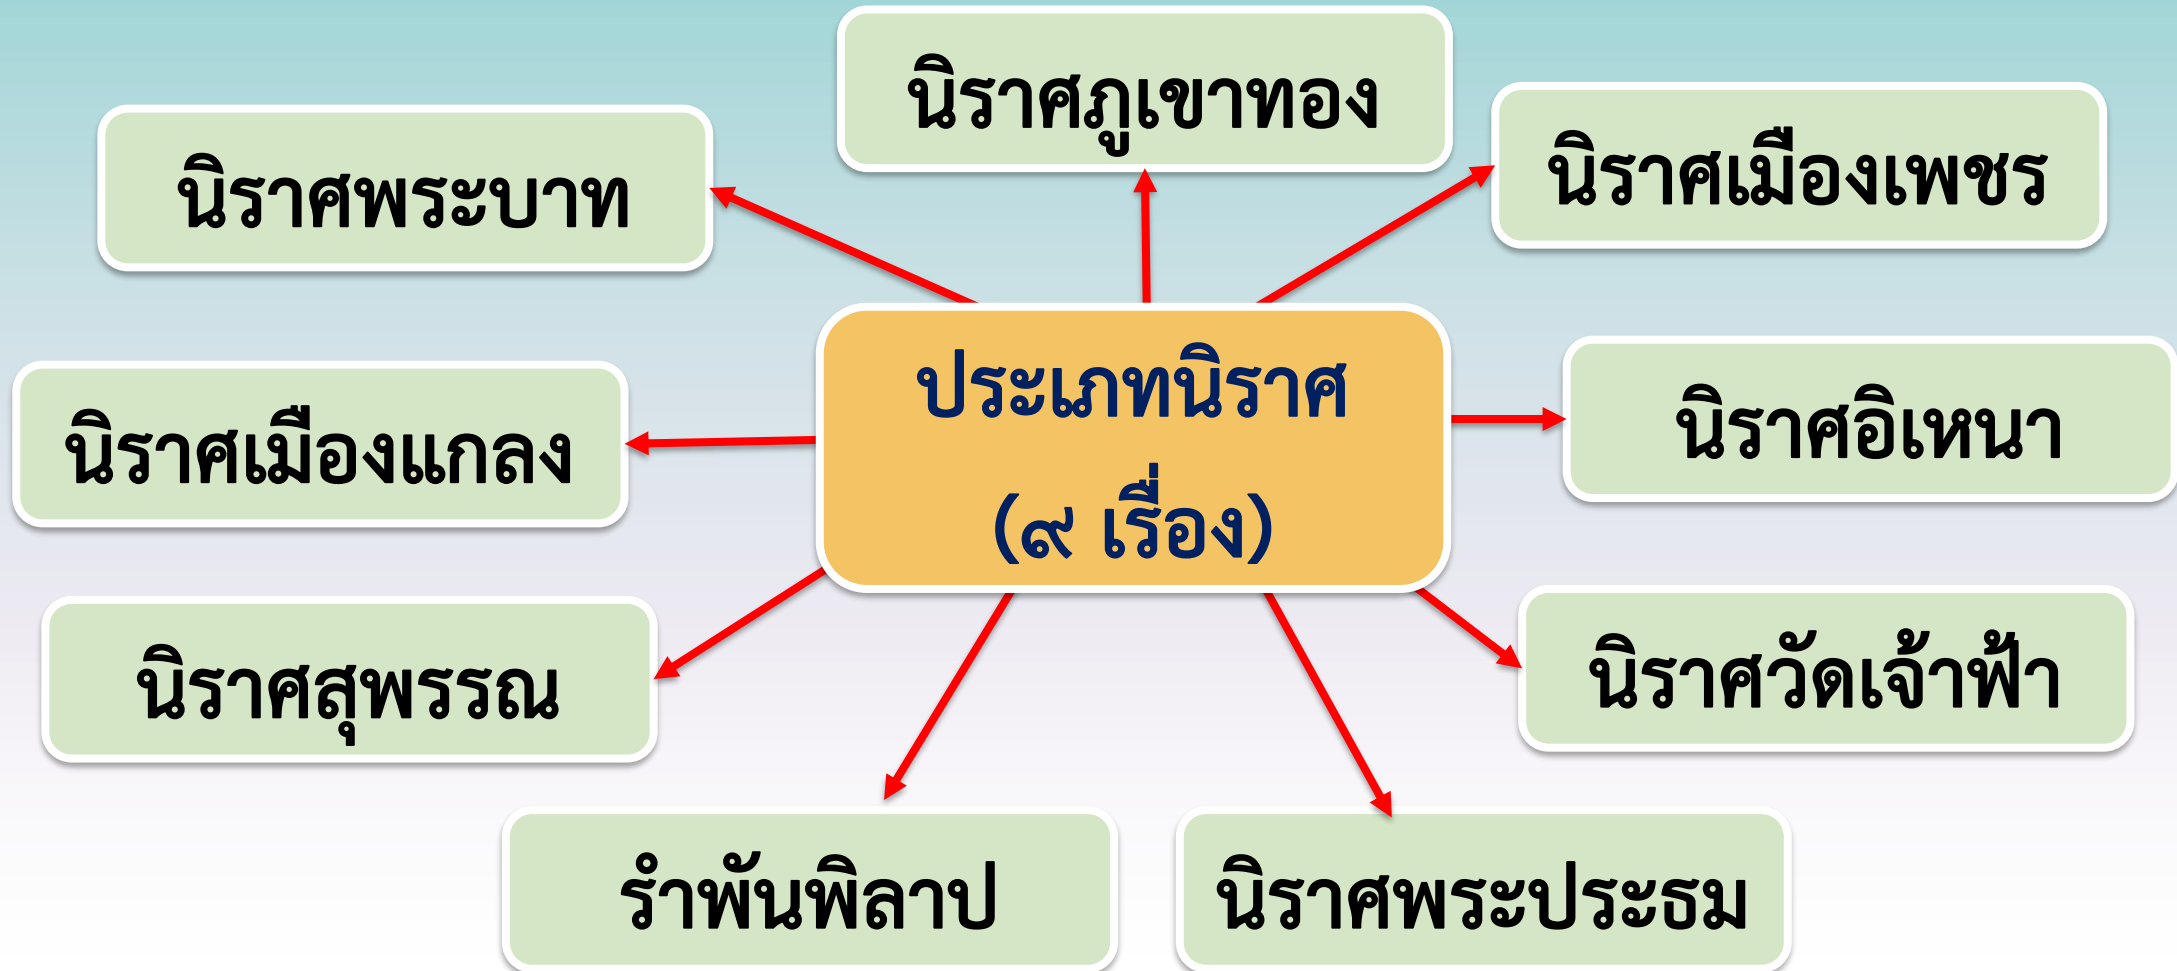 นิราศภูเขาทอง
นิราศเมืองเพชร
นิราศพระบาท
ประเภทนิราศ
(๙ เรื่อง)
นิราศอิเหนา
นิราศเมืองแกลง
นิราศวัดเจ้าฟ้า
นิราศสุพรรณ
รำพันพิลาป
นิราศพระประธม